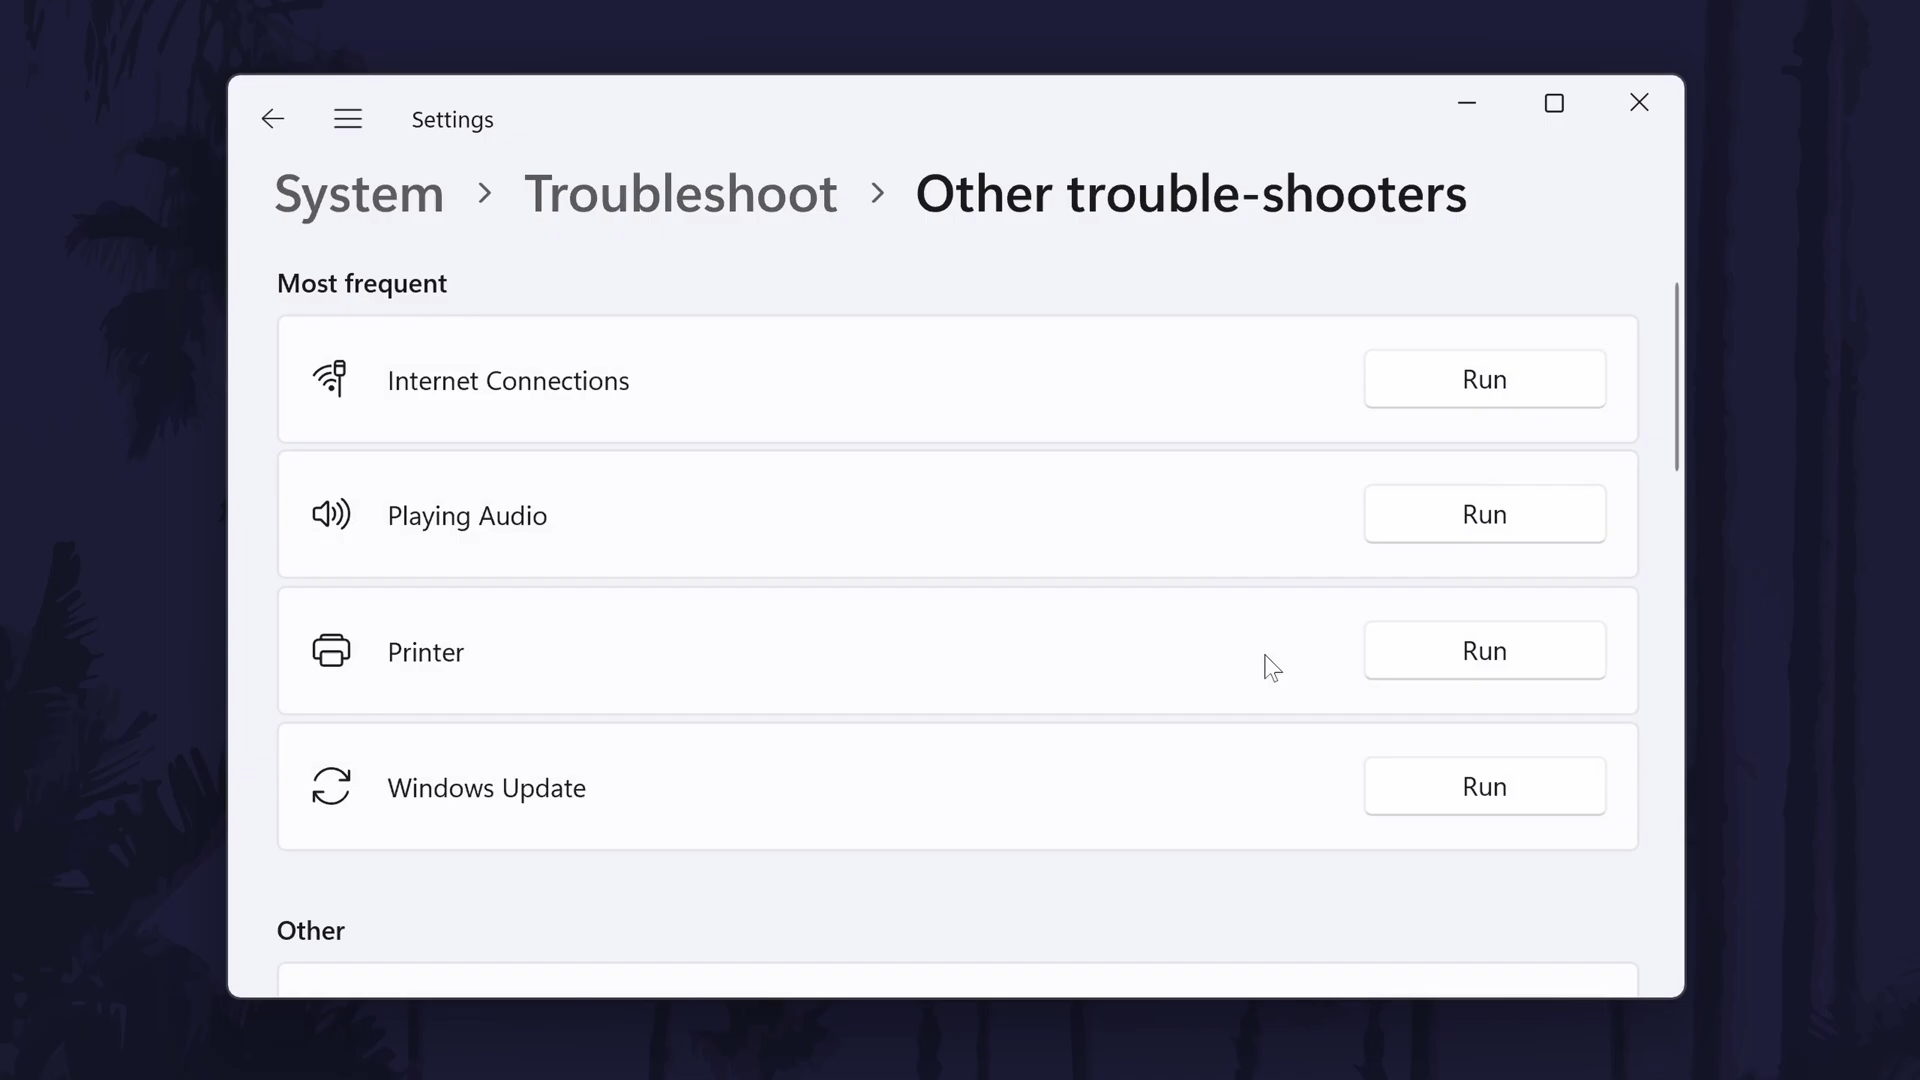 Settings
System > Troubleshoot > Other trouble-shooters
Most frequent
Internet Connections Run
Playing Audio Run
Printer Run
Windows Update Run
Other